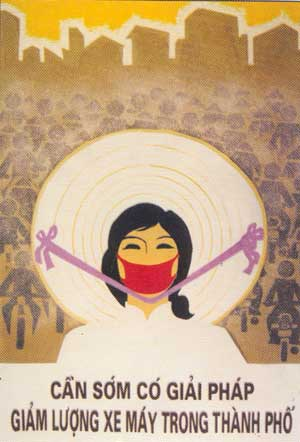 CẦN SỚM CÓ GIẢI PHÁP
GIẢM LƯỢNG XE MÁY TRONG THÀNH PHỐ